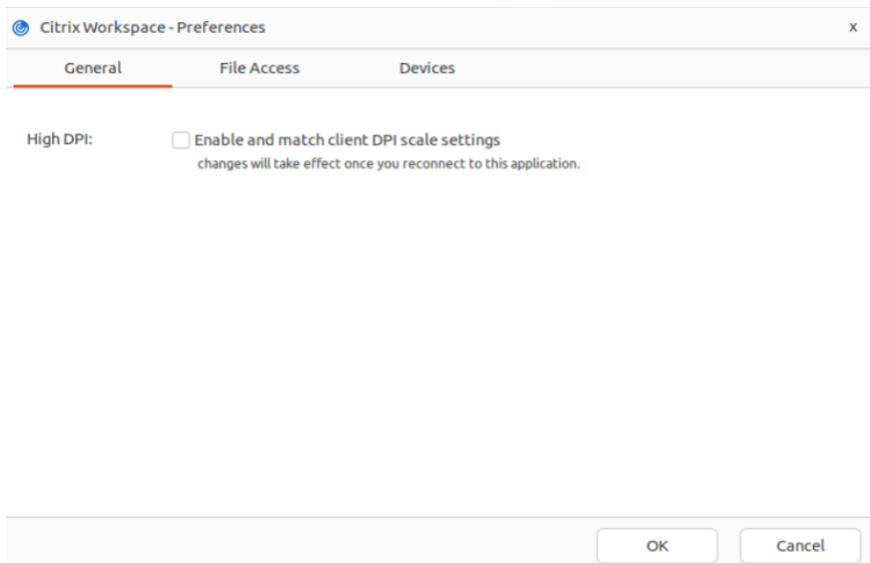 Citrix Workspace - Preferences x
General File Access Devices
High DPI: Enable and match client DPI scale settings
changes will take effect once you reconnect to this application.
OK Cancel